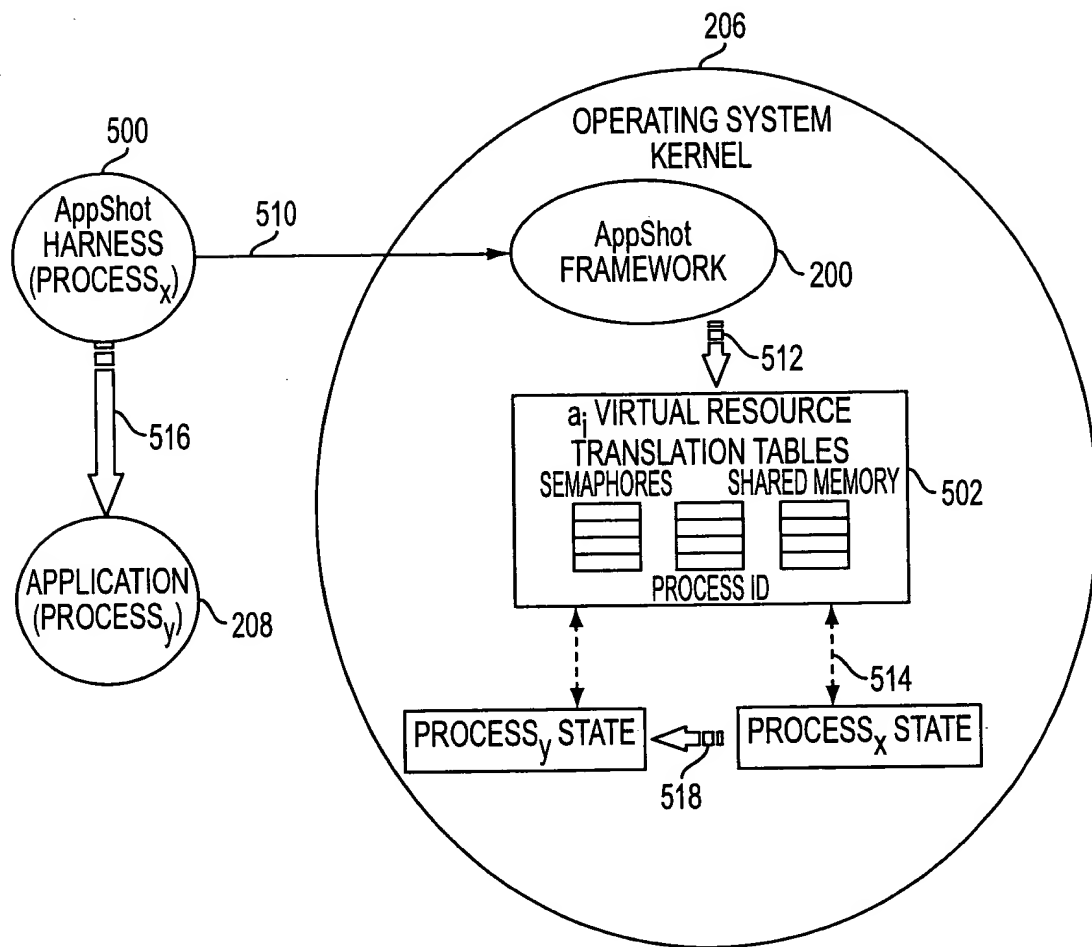 206
OPERATING SYSTEM
KERNEL
500
AppShot
HARNESS
(PROCESSx)
510
AppShot
FRAMEWORK
200
512
516
ai VIRTUAL RESOURCE
TRANSLATION TABLES
SEMAPHORES SHARED MEMORY
502
PROCESS ID
APPLICATION
(PROCESSy)
208
514
PROCESSy STATE
PROCESSx STATE
518